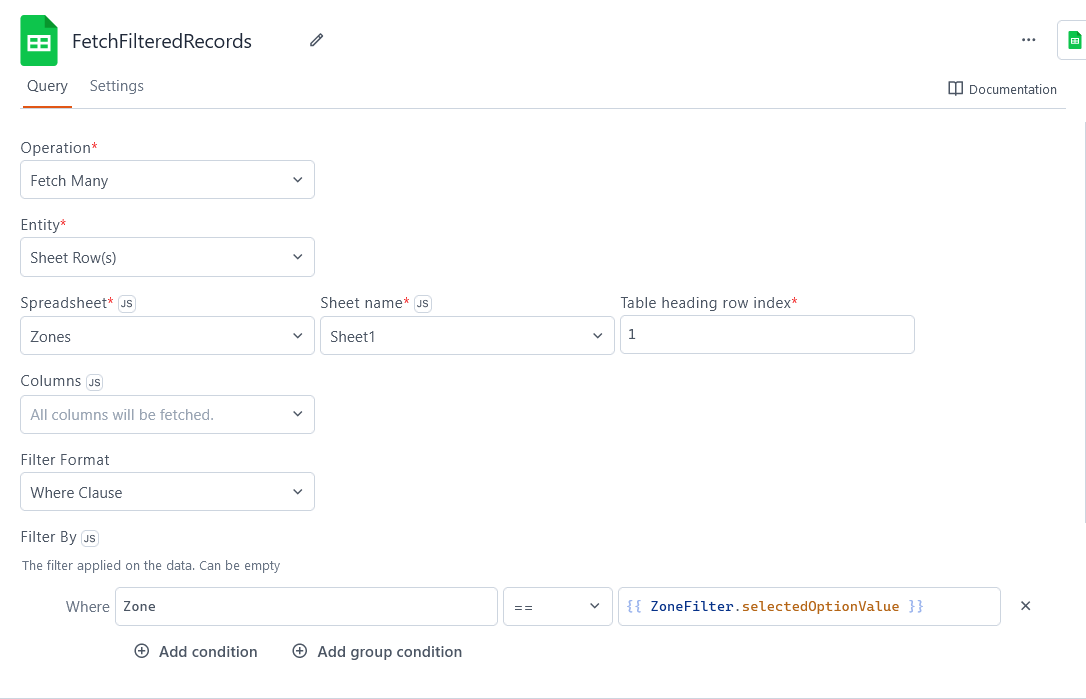 FetchFilteredRecords
Query Settings
Documentation
Operation*
Fetch Many
Entity*
Sheet Row(s)
Spreadsheet* JS Sheet name* JS Table heading row index*
Zones Sheet1 1
Columns JS
All columns will be fetched.
Filter Format
Where Clause
Filter By JS
The filter applied on the data. Can be empty
Where Zone == {{ ZoneFilter.selectedOptionValue }}
Add condition Add group condition